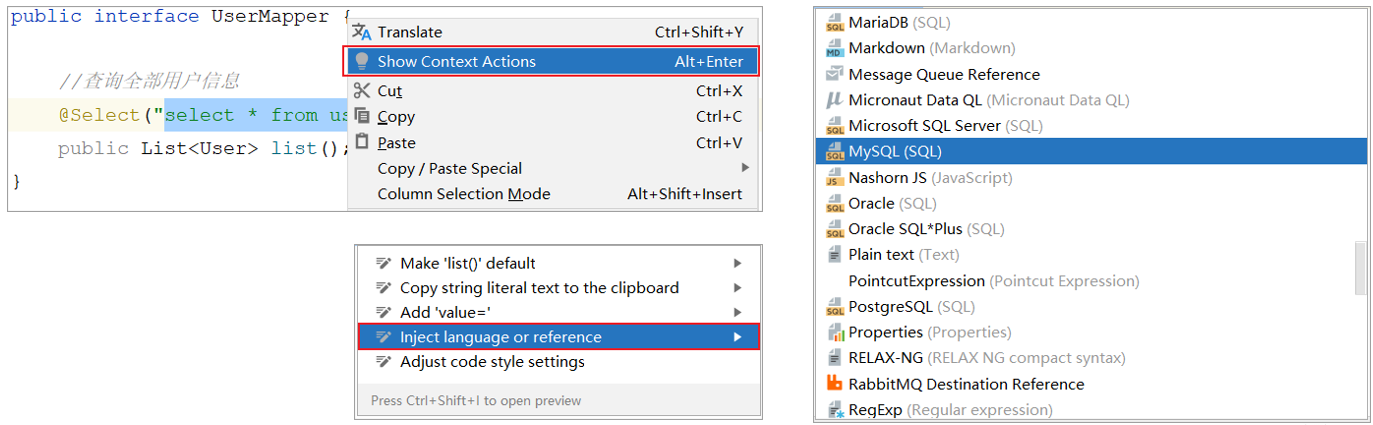 public interface UserMapper {
//查询全部用户信息
@Select("select * from us
public List<User> list();
}
Translate Ctrl+Shift+Y
Show Context Actions Alt+Enter
Cut Ctrl+X
Copy Ctrl+C
Paste Ctrl+V
Copy / Paste Special
Column Selection Mode Alt+Shift+Insert
Make 'list()' default
Copy string literal text to the clipboard
Add 'value='
Inject language or reference
Adjust code style settings
Press Ctrl+Shift+I to open preview
MariaDB (SQL)
Markdown (Markdown)
Message Queue Reference
Micronaut Data QL (Micronaut Data QL)
Microsoft SQL Server (SQL)
MySQL (SQL)
Nashorn JS (JavaScript)
Oracle (SQL)
Oracle SQL*Plus (SQL)
Plain text (Text)
PointcutExpression (Pointcut Expression)
PostgreSQL (SQL)
Properties (Properties)
RELAX-NG (RELAX NG compact syntax)
RabbitMQ Destination Reference
RegExp (Regular expression)